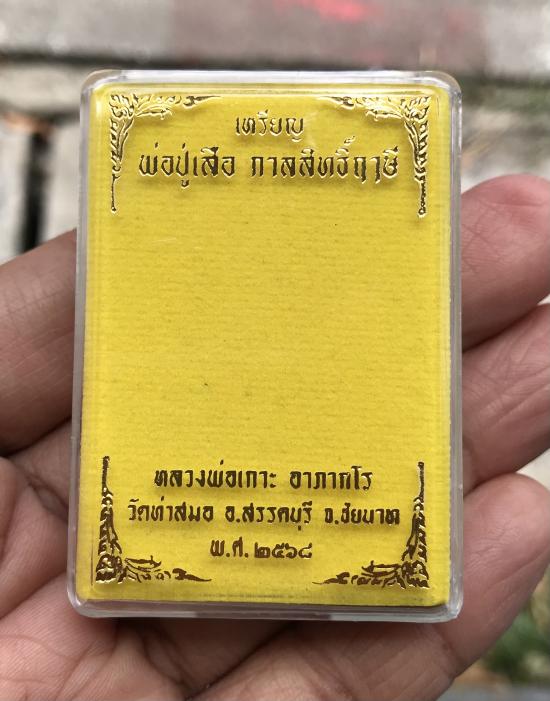 เหรียญ
พ่อปู่เสือ กาลสิทธิ์ฤาษี
หลวงพ่อเกาะ อาภากโร
วัดท่าสมอ อ.สรรคบุรี จ.ชัยนาท
พ.ศ.๒๕๖๘